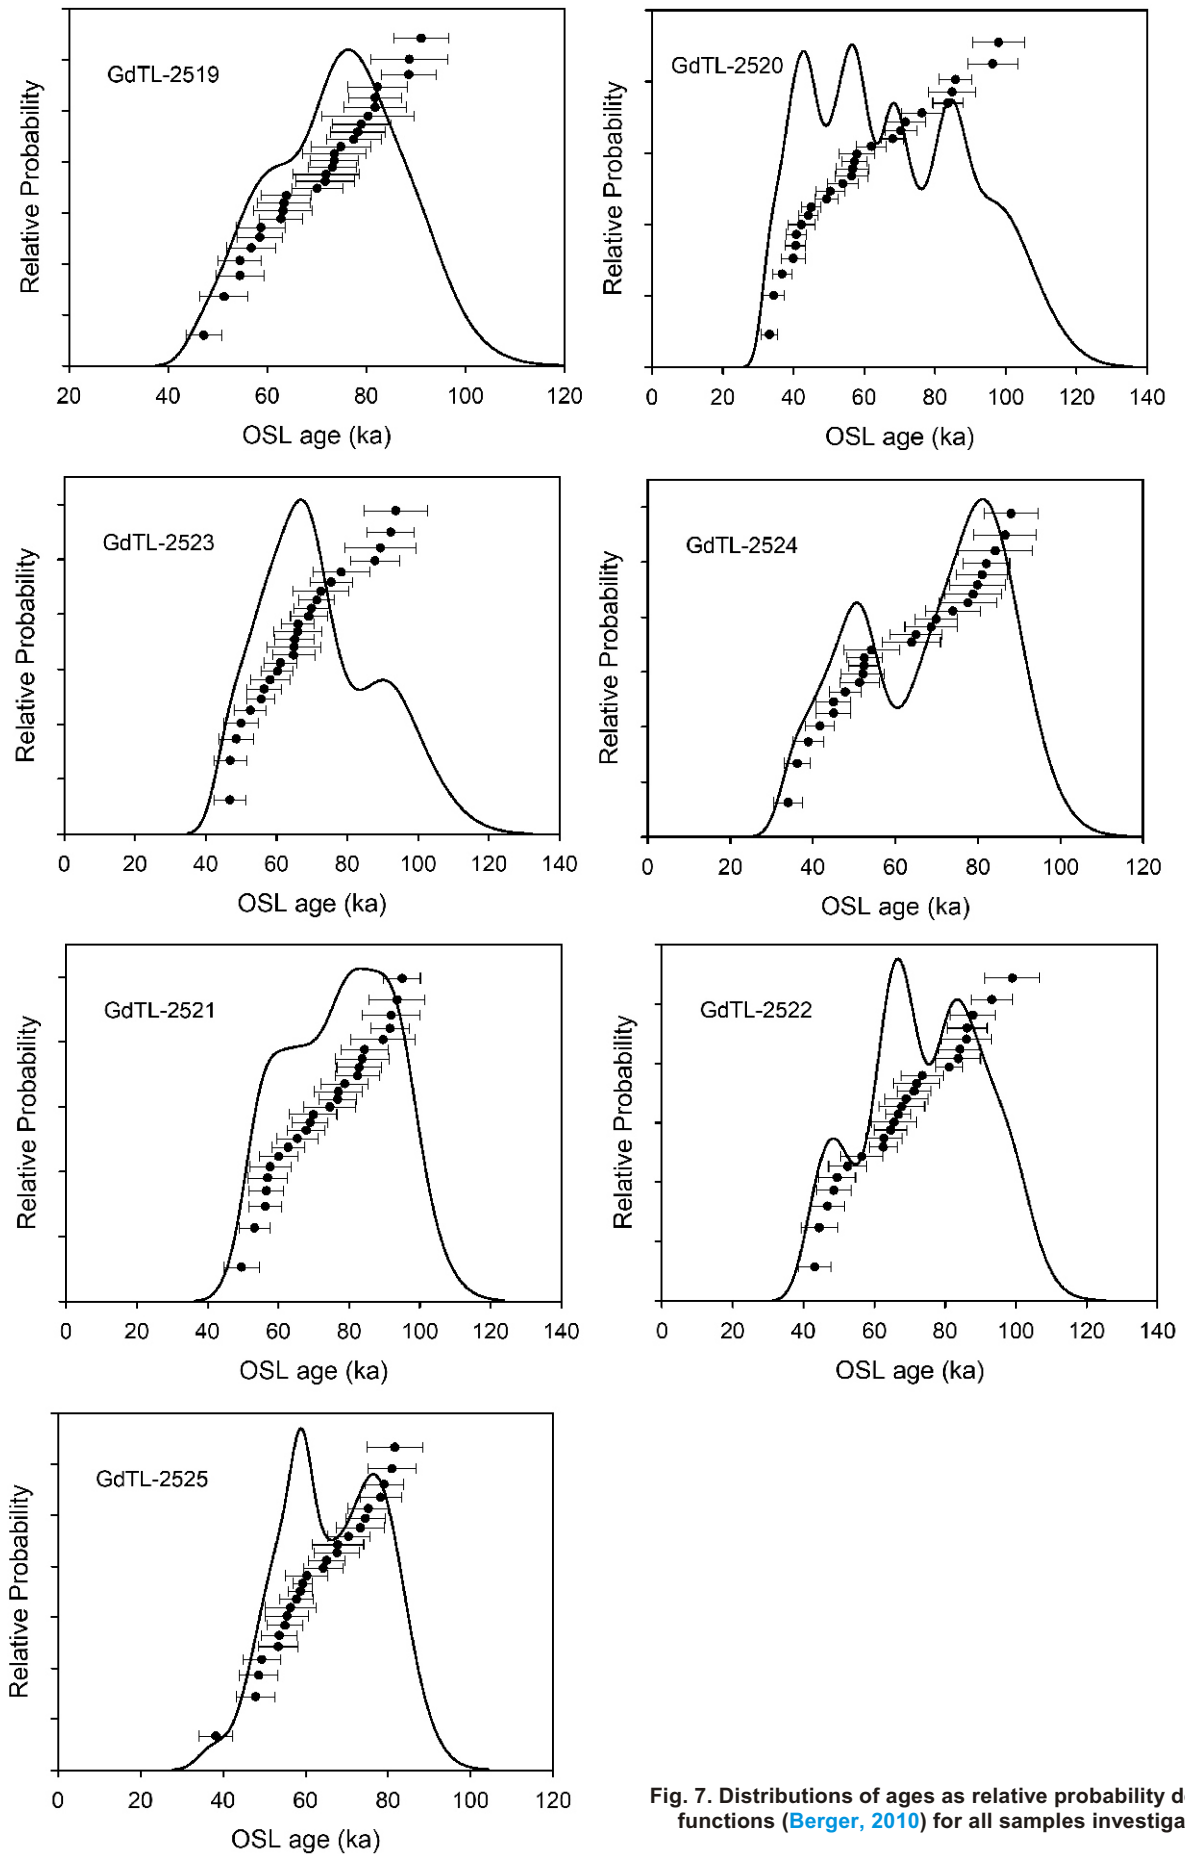 GdTL-2519
Relative Probability
20 40 60 80 100 120
OSL age (ka)
GdTL-2520
Relative Probability
0 20 40 60 80 100 120 140
OSL age (ka)
GdTL-2523
Relative Probability
0 20 40 60 80 100 120 140
OSL age (ka)
GdTL-2524
Relative Probability
0 20 40 60 80 100 120
OSL age (ka)
GdTL-2521
Relative Probability
0 20 40 60 80 100 120 140
OSL age (ka)
GdTL-2522
Relative Probability
0 20 40 60 80 100 120 140
OSL age (ka)
GdTL-2525
Relative Probability
0 20 40 60 80 100 120
OSL age (ka)
Fig. 7. Distributions of ages as relative probability
functions (Berger, 2010) for all samples